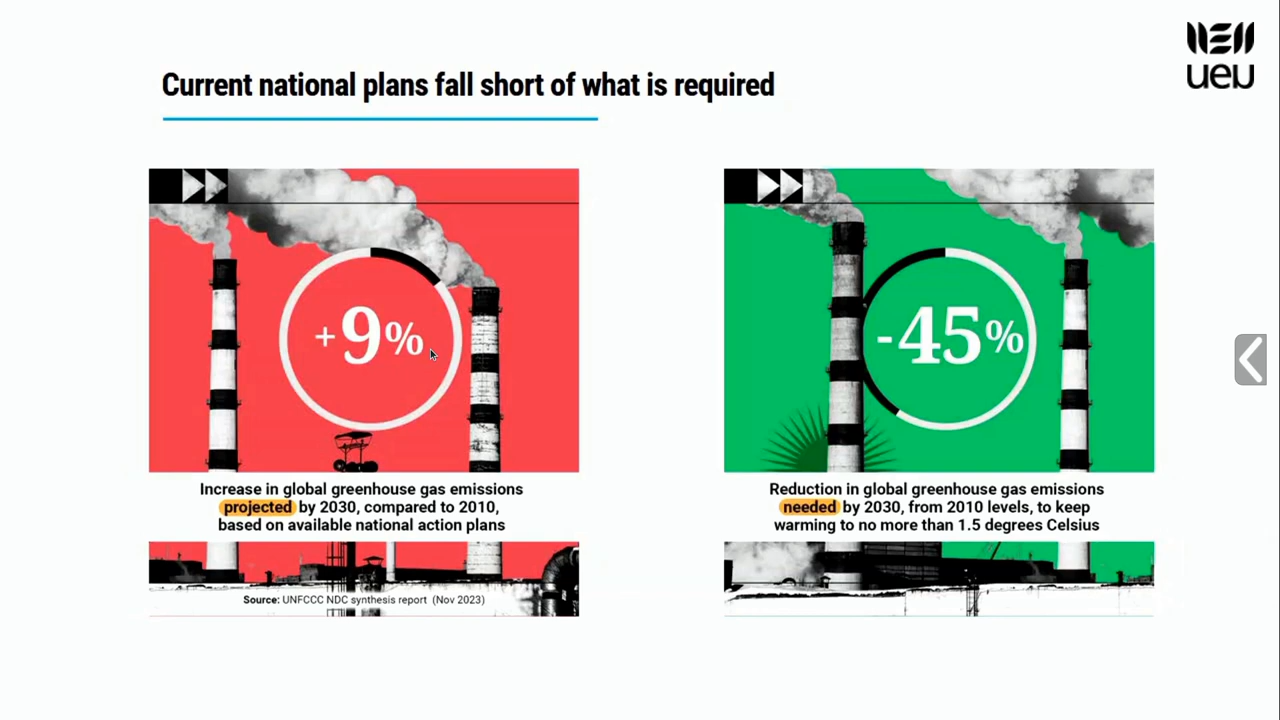 ueu
Current national plans fall short of what is required
+9%
-45%
Increase in global greenhouse gas emissions
projected by 2030, compared to 2010,
based on available national action plans
Reduction in global greenhouse gas emissions
needed by 2030, from 2010 levels, to keep
warming to no more than 1.5 degrees Celsius
Source: UNFCCC NDC synthesis report (Nov 2023)